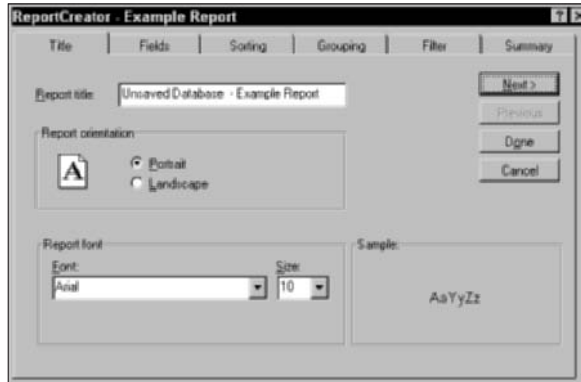 ReportCreator - Example Report
Title Fields Sorting Grouping Filter Summary
Report title: Unsaved Database - Example Report
Next >
Previous
Report orientation
A
Portrait
Landscape
Done
Cancel
Report font
Font: Size:
Arial 10
Sample:
AaYyZz